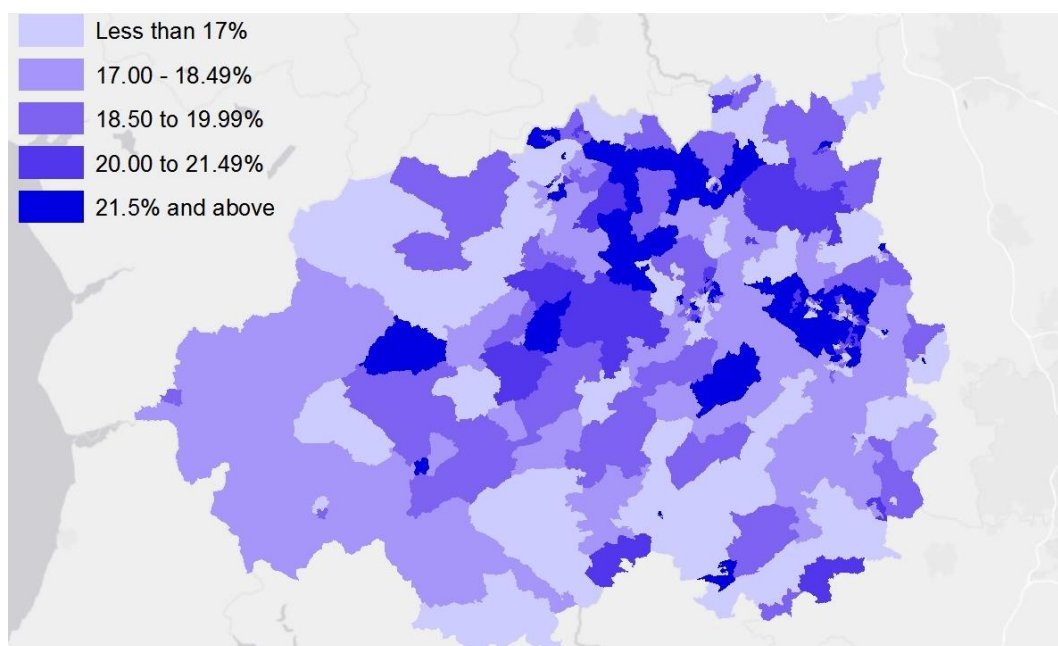 Less than 17%
17.00 - 18.49%
18.50 to 19.99%
20.00 to 21.49%
21.5% and above